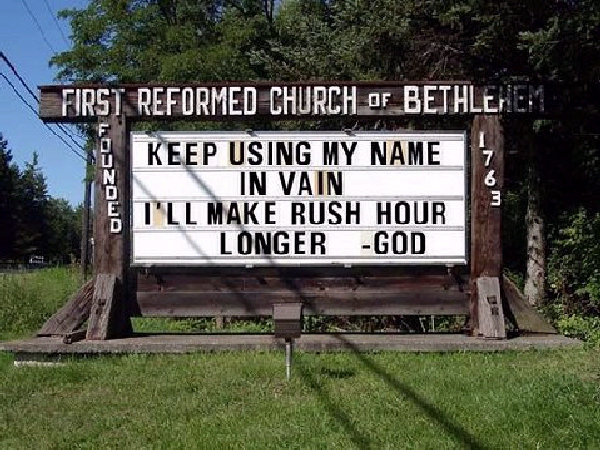 FIRST REFORMED CHURCH OF BETHLEHEM
FOUNDED
1763
KEEP USING MY NAME
IN VAIN
I'LL MAKE RUSH HOUR
LONGER -GOD